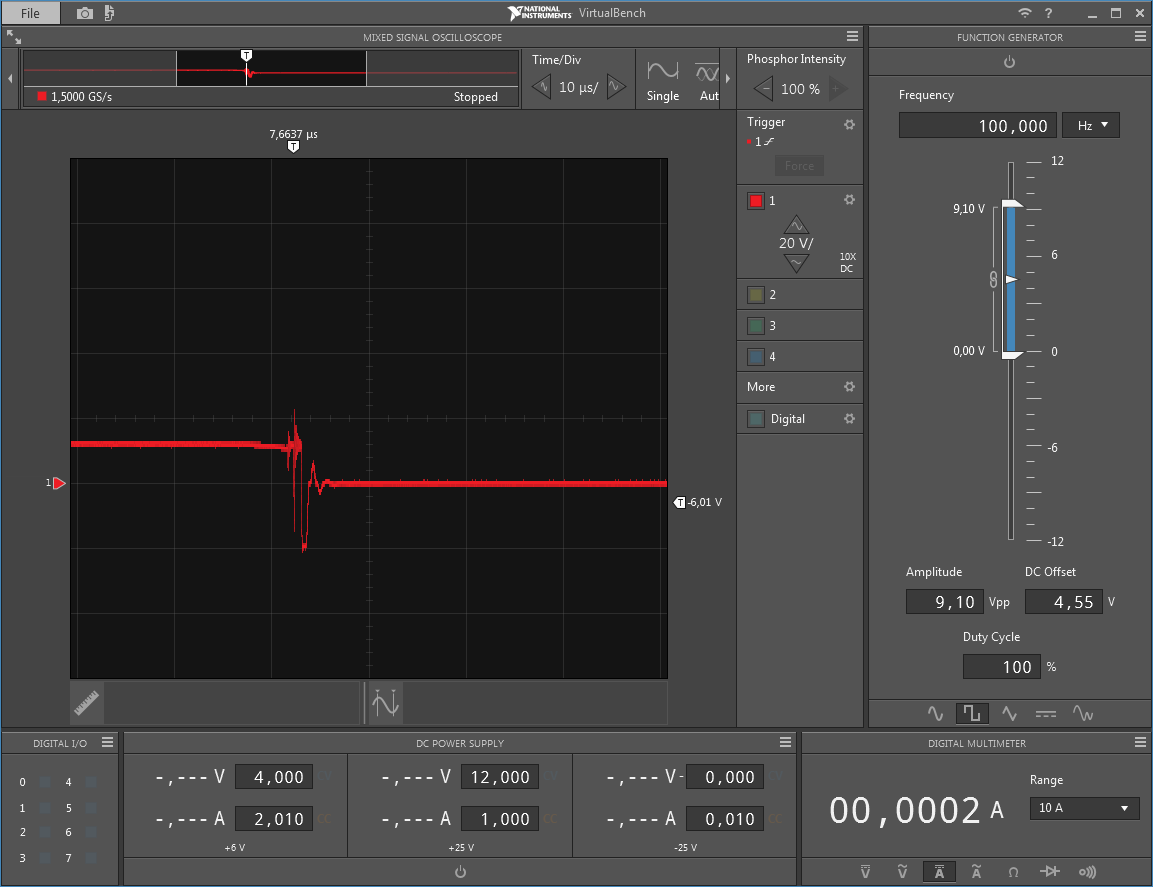 File
NATIONAL INSTRUMENTS VirtualBench
?
MIXED SIGNAL OSCILLOSCOPE
FUNCTION GENERATOR
T
1,5000 GS/s
Stopped
Time/Div
10 µs/
Single
Aut
Phosphor Intensity
100 %
Trigger
1
Force
1
20 V/
10X
DC
2
3
4
More
Digital
7,6637 µs
T
1
T -6,01 V
Frequency
100,000 Hz
12
9,10 V
6
0,00 V
0
-6
-12
Amplitude
9,10 Vpp
DC Offset
4,55 V
Duty Cycle
100 %
DIGITAL I/O
0 4
1 5
2 6
3 7
DC POWER SUPPLY
-,--- V 4,000 CV
-,--- A 2,010 CC
+6 V
-,--- V 12,000 CV
-,--- A 1,000 CC
+25 V
-,--- V - 0,000 CV
-,--- A 0,010 CC
-25 V
DIGITAL MULTIMETER
00,0002 A
Range
10 A
V
V
A
A
Ω